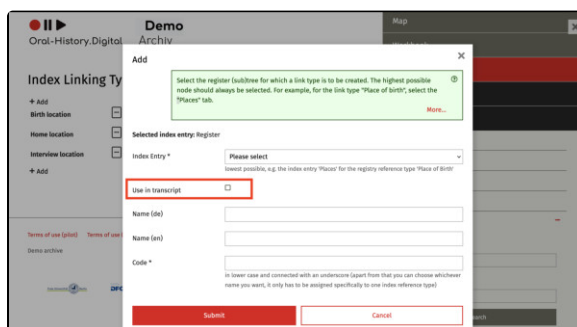 Oral-History.Digital
Demo
Archiv
Map
Index Linking Ty
+ Add
Birth location
Home location
Interview location
+ Add
Terms of use (pilot) Terms of use
Demo archive
Add
Select the register (sub)tree for which a link type is to be created. The highest possible
node should always be selected. For example, for the link type "Place of birth", select the
"Places" tab.
More...
Selected index entry: Register
Index Entry *
Please select
lowest possible, e.g. the index entry 'Places' for the registry reference type 'Place of Birth'
Use in transcript
Name (de)
Name (en)
Code *
in lower case and connected with an underscore (apart from that you can choose whichever
name you want, it only has to be assigned specifically to one index reference type)
Submit
Cancel